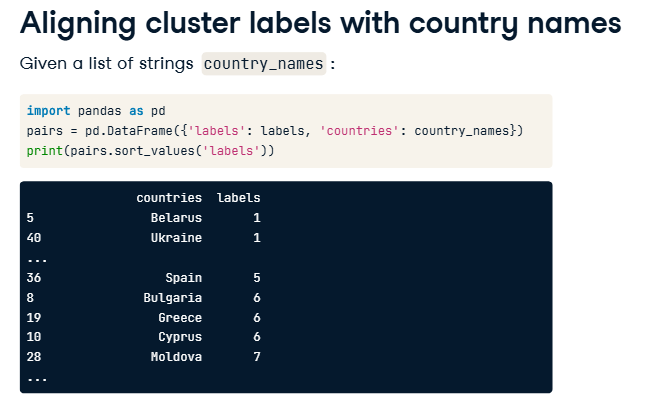 Aligning cluster labels with country names
Given a list of strings country_names :
import pandas as pd
pairs = pd.DataFrame({'labels': labels, 'countries': country_names})
print(pairs.sort_values('labels'))
countries labels
5 Belarus 1
40 Ukraine 1
...
36 Spain 5
8 Bulgaria 6
19 Greece 6
10 Cyprus 6
28 Moldova 7
...